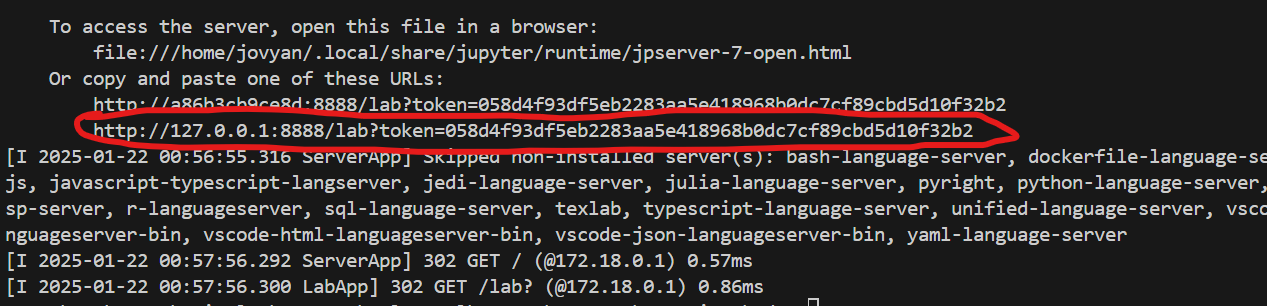 To access the server, open this file in a browser:
file:///home/jovyan/.local/share/jupyter/runtime/jpserver-7-open.html
Or copy and paste one of these URLs:
http://a86b3cb9ce8d:8888/lab?token=058d4f93df5eb2283aa5e418968b0dc7cf89cbd5d10f32b2
http://127.0.0.1:8888/lab?token=058d4f93df5eb2283aa5e418968b0dc7cf89cbd5d10f32b2
[I 2025-01-22 00:56:55.316 ServerApp] Skipped non-installed server(s): bash-language-server, dockerfile-language-se
js, javascript-typescript-langserver, jedi-language-server, julia-language-server, pyright, python-language-server,
sp-server, r-languageserver, sql-language-server, texlab, typescript-language-server, unified-language-server, vsco
nguageserver-bin, vscode-html-languageserver-bin, vscode-json-languageserver-bin, yaml-language-server
[I 2025-01-22 00:57:56.292 ServerApp] 302 GET / (@172.18.0.1) 0.57ms
[I 2025-01-22 00:57:56.300 LabApp] 302 GET /lab? (@172.18.0.1) 0.86ms